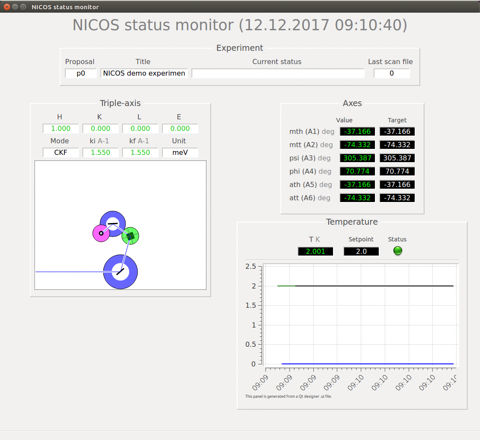 NICOS status monitor
NICOS status monitor (12.12.2017 09:10:40)
Experiment
Proposal Title Current status Last scan file
p0 NICOS demo experimen 0
Triple-axis
H K L E
1.000 0.000 0.000 0.000
Mode ki A-1 kf A-1 Unit
CKF 1.550 1.550 meV
Axes
Value Target
mth (A1) deg -37.166 -37.166
mtt (A2) deg -74.332 -74.332
psi (A3) deg 305.387 305.387
phi (A4) deg 70.774 70.774
ath (A5) deg -37.166 -37.166
att (A6) deg -74.332 -74.332
Temperature
T K Setpoint Status
2.001 2.0
2.5
2
1.5
1
0.5
0
09:09 09:09 09:09 09:09 09:10 09:10 09:10 09:10 09:1
This panel is generated from a Qt designer .ui file.